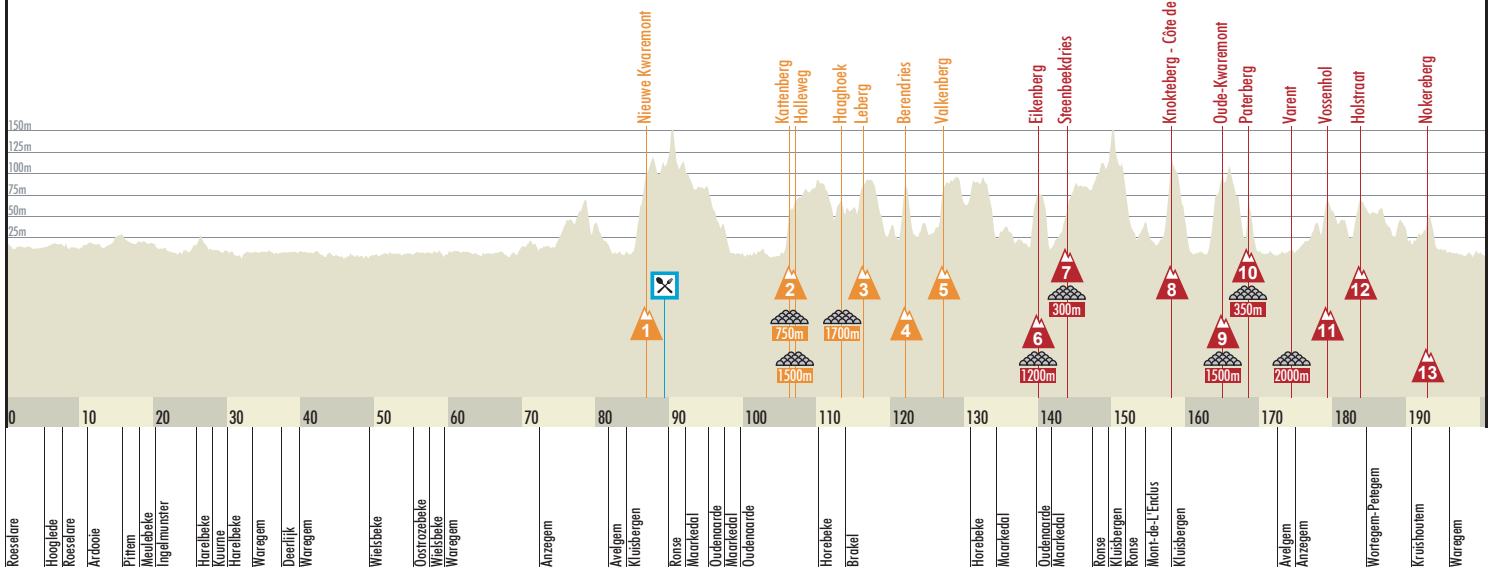 Nieuwe Kwaremont
Kattenberg
Holleweg
Haaghoek
Leberg
Berendries
Valkenberg
Eikenberg
Steenbeekdries
Knokteberg - Côte de
Oude-Kwaremont
Paterberg
Varent
Vossenhol
Holstraat
Nokereberg
150m
125m
100m
75m
50m
25m
1
2
750m
1500m
1700m
3
4
5
6
1200m
7
300m
8
9
1500m
10
350m
2000m
11
12
13
0 10 20 30 40 50 60 70 80 90 100 110 120 130 140 150 160 170 180 190
Roeselare
Hooglede
Roeselare
Ardooie
Pittem
Meulebeke
Ingelmunster
Harelbeke
Kuurne
Harelbeke
Waregem
Deerlijk
Waregem
Wielsbeke
Oostrozebeke
Wielsbeke
Waregem
Anzegem
Avelgem
Kluisbergen
Ronse
Maarkedal
Oudenaarde
Maarkedal
Oudenaarde
Horebeke
Brakel
Horebeke
Maarkedal
Oudenaarde
Maarkedal
Ronse
Kluisbergen
Ronse
Mont-de-L'Enclus
Kluisbergen
Avelgem
Anzegem
Wortegem-Petegem
Kruishoutem
Waregem